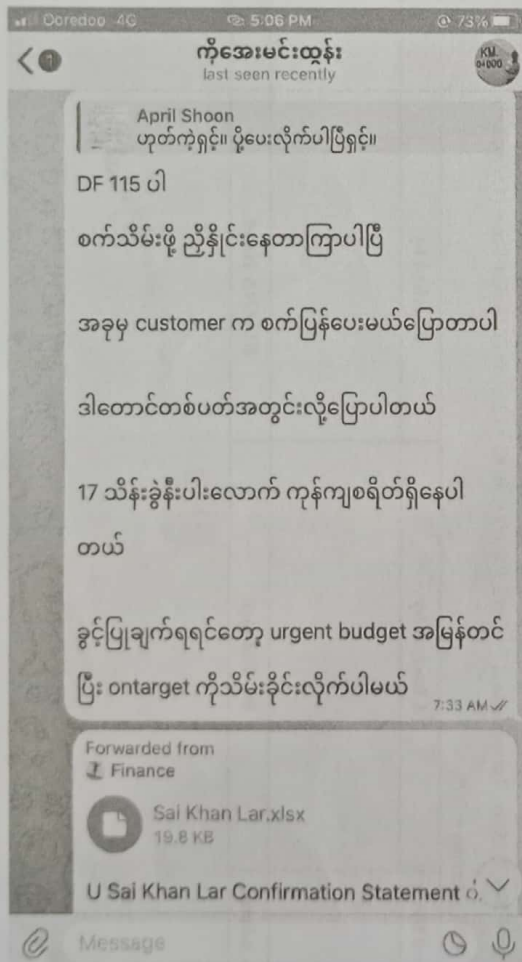 Ooredoo 4G 5:06 PM 73%
ကိုအေးမင်းထွန်း
last seen recently
April Shoon
ဟုတ်ကဲ့ရှင့်။ ပို့ပေးလိုက်ပါပြီရှင့်။
DF 115 ပါ
စက်သိမ်းဖို့ ညှိနှိုင်းနေတာကြာပါပြီ
အခုမှ customer က စက်ပြန်ပေးမယ်ပြောတာပါ
ဒါတောင်တစ်ပတ်အတွင်းလို့ပြောပါတယ်
17 သိန်းခွဲနီးပါးလောက် ကုန်ကျစရိတ်ရှိနေပါ
တယ်
ခွင့်ပြုချက်ရရင်တော့ urgent budget အမြန်တင်
ပြီး ontarget ကိုသိမ်းခိုင်းလိုက်ပါမယ်
7:33 AM
Forwarded from
Finance
Sai Khan Lar.xlsx
19.8 KB
U Sai Khan Lar Confirmation Statement
Message